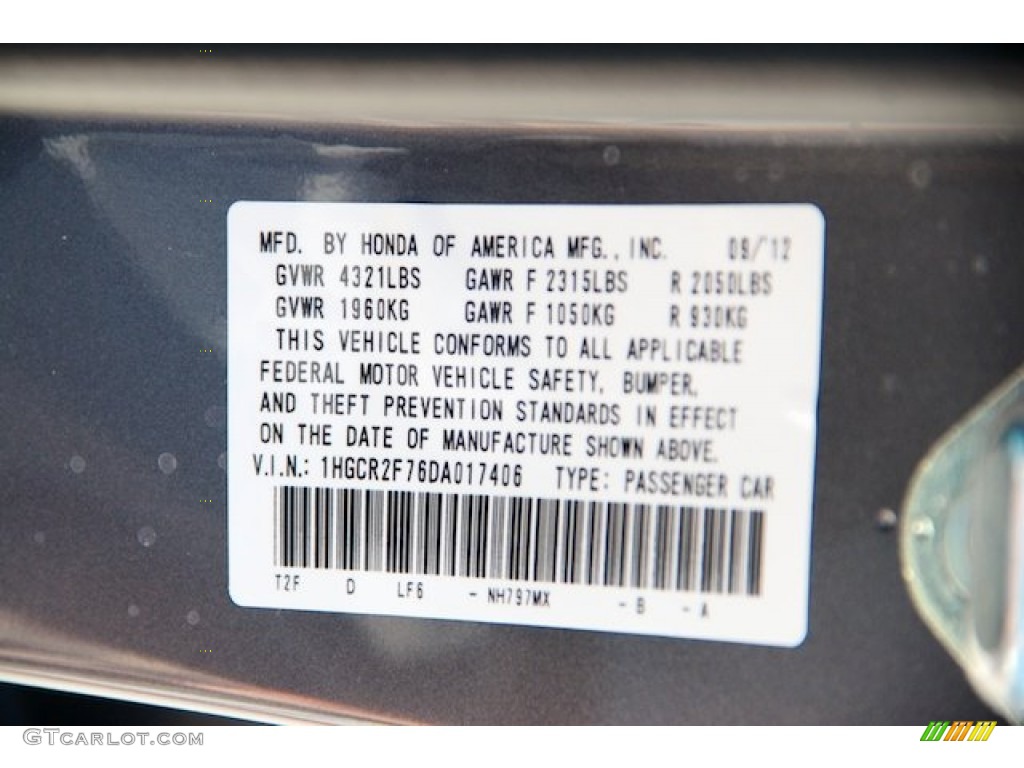 MFD. BY HONDA OF AMERICA MFG., INC. 09/12
GVWR 4321LBS GAWR F 2315LBS R 2050LBS
GVWR 1960KG GAWR F 1050KG R 930KG
THIS VEHICLE CONFORMS TO ALL APPLICABLE
FEDERAL MOTOR VEHICLE SAFETY, BUMPER,
AND THEFT PREVENTION STANDARDS IN EFFECT
ON THE DATE OF MANUFACTURE SHOWN ABOVE.
V.I.N.: 1HGCR2F76DA017406 TYPE: PASSENGER CAR
T2F D LF6 - NH797MX - B - A
GTCARLOT.COM